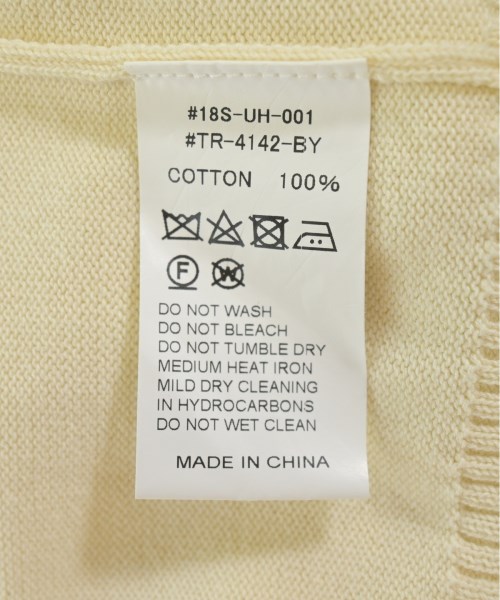 #18S-UH-001
#TR-4142-BY
COTTON 100%
F W
DO NOT WASH
DO NOT BLEACH
DO NOT TUMBLE DRY
MEDIUM HEAT IRON
MILD DRY CLEANING
IN HYDROCARBONS
DO NOT WET CLEAN
MADE IN CHINA